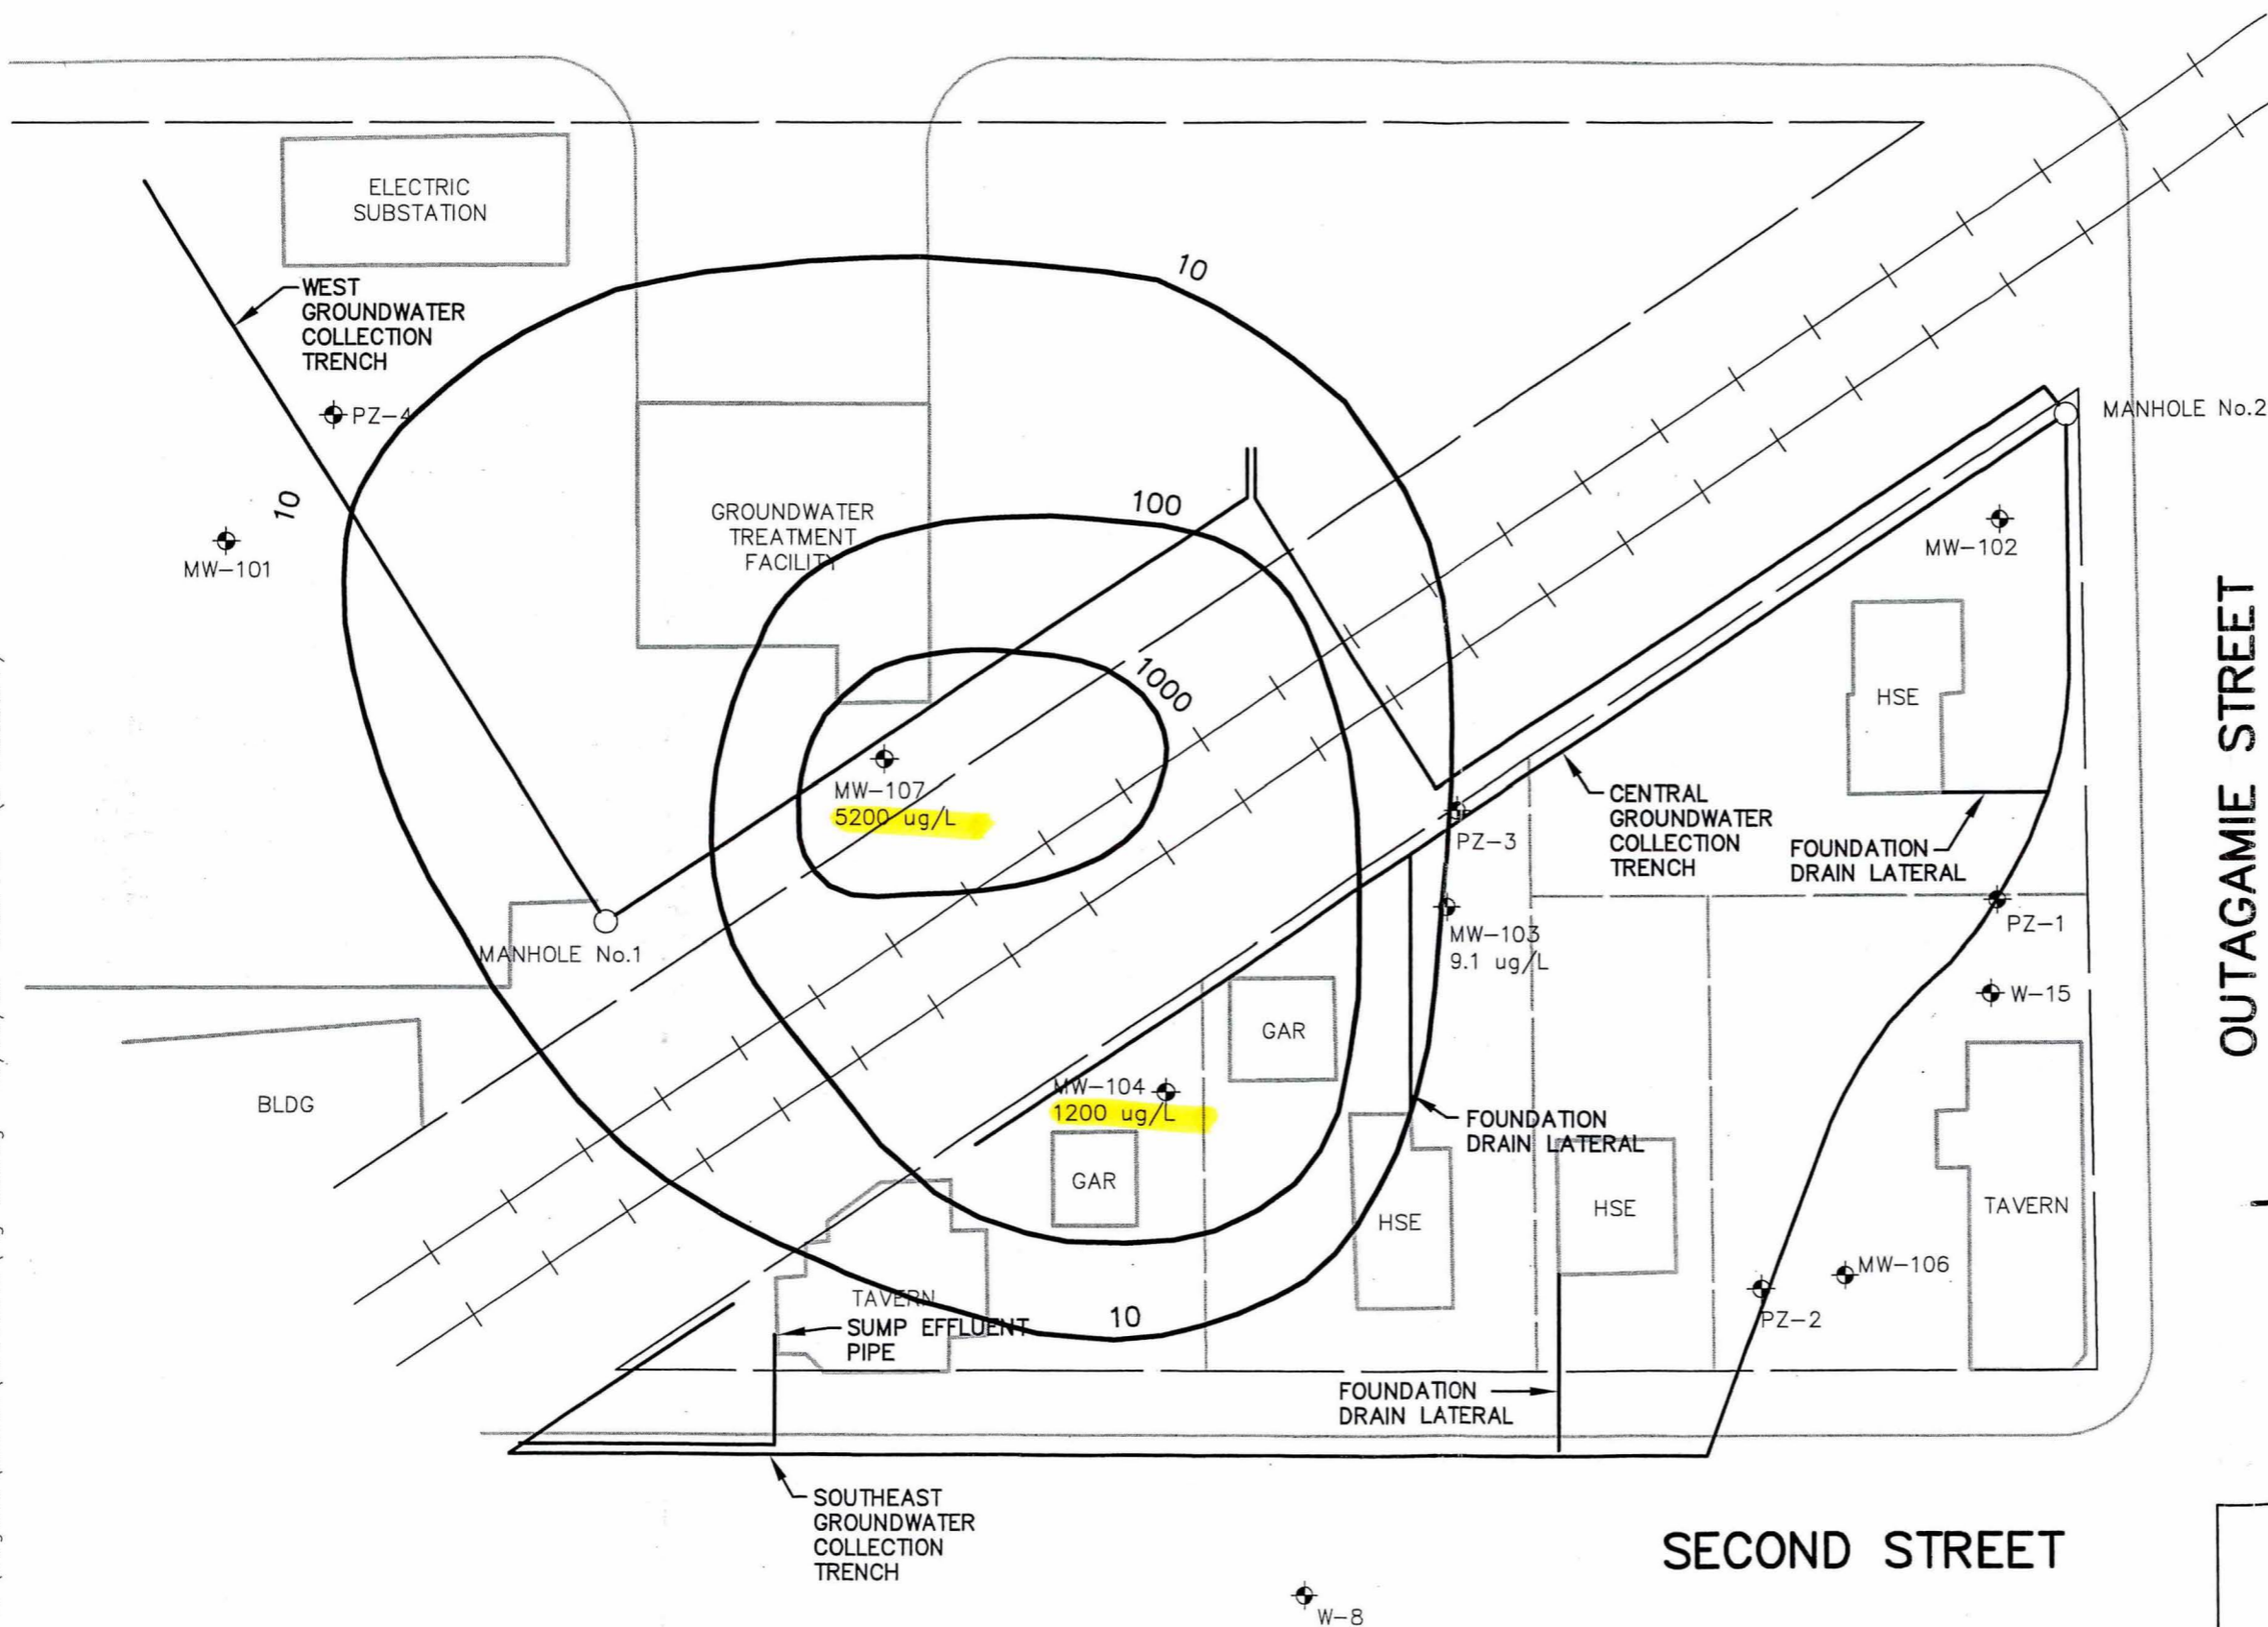 ELECTRIC
SUBSTATION
WEST
GROUNDWATER
COLLECTION
TRENCH
PZ-4
10
MW-101
10
GROUNDWATER
TREATMENT
FACILITY
100
1000
MW-107
5200 ug/L
MANHOLE No.1
BLDG
MANHOLE No.2
MW-102
HSE
CENTRAL
GROUNDWATER
COLLECTION
TRENCH
FOUNDATION
DRAIN LATERAL
PZ-3
MW-103
9.1 ug/L
PZ-1
W-15
GAR
MW-104
1200 ug/L
GAR
FOUNDATION
DRAIN LATERAL
HSE
HSE
TAVERN
MW-106
PZ-2
TAVERN
SUMP EFFLUENT
PIPE
10
FOUNDATION
DRAIN LATERAL
SOUTHEAST
GROUNDWATER
COLLECTION
TRENCH
SECOND STREET
W-8
OUTAGAMIE STREET